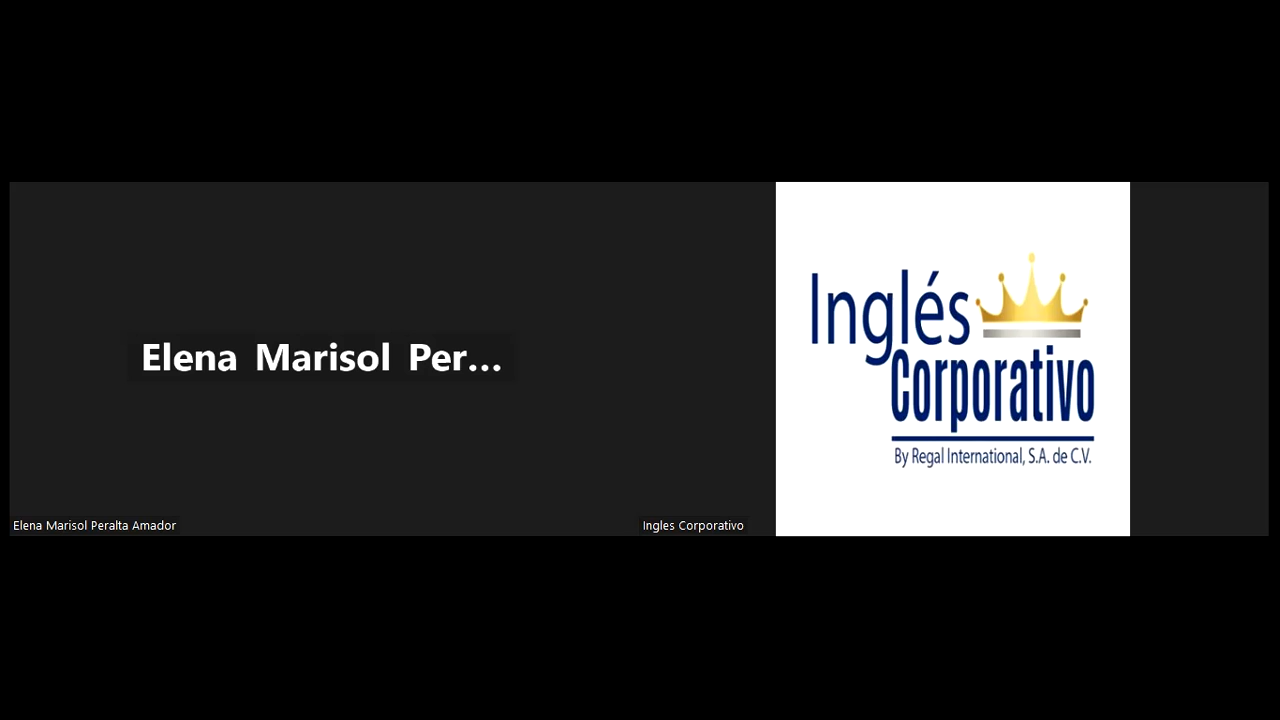 Elena Marisol Per...
Elena Marisol Peralta Amador
Inglés
Corporativo
By Regal International, S.A. de C.V.
Ingles Corporativo